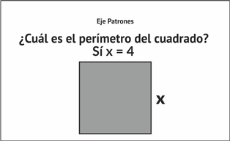 Eje Patrones
¿Cuál es el perímetro del cuadrado?
Sí x = 4
x